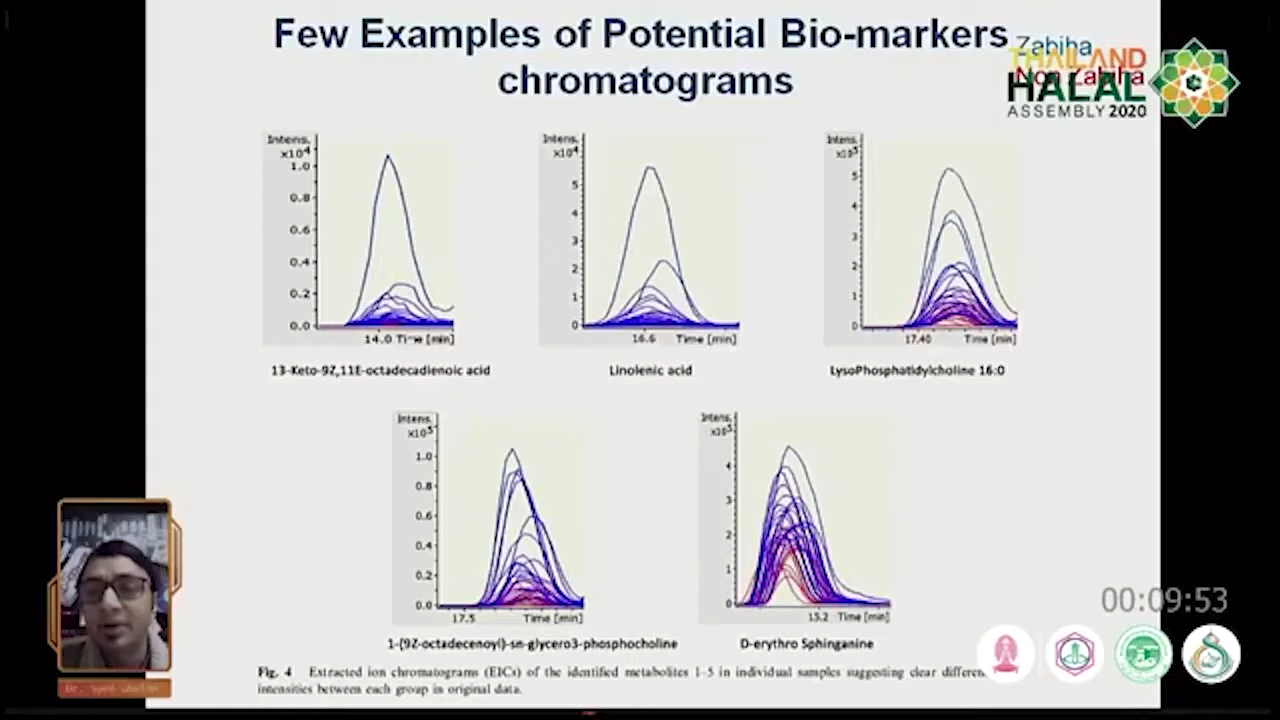 Few Examples of Potential Bio-markers
chromatograms
Zabiha
Non Zabiha
THAILAND
HALAL
ASSEMBLY 2020
Intens.
x10⁴
1.0
0.8
0.6
0.4
0.2
0.0
14.0 Time [min]
13-Keto-9Z,11E-octadecadienoic acid
Intens.
x10⁴
5
4
3
2
1
0
16.6 Time [min]
Linolenic acid
Intens.
x10⁵
5
4
3
2
1
0
17.40 Time [min]
LysoPhosphatidylcholine 16:0
Intens.
x10⁵
1.0
0.8
0.6
0.4
0.2
0.0
17.5 Time [min]
1-(9Z-octadecenoyl)-sn-glycero3-phosphocholine
Intens.
x10⁵
4
3
2
1
0
15.2 Time [min]
D-erythro Sphinganine
00:09:53
Fig. 4 Extracted ion chromatograms (EICs) of the identified metabolites 1-5 in individual samples suggesting clear
intensities between each group in original data.